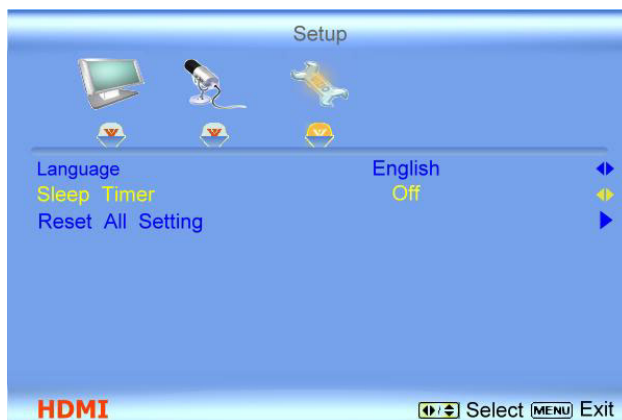 Setup
Language English
Sleep Timer Off
Reset All Setting
HDMI Select MENU Exit